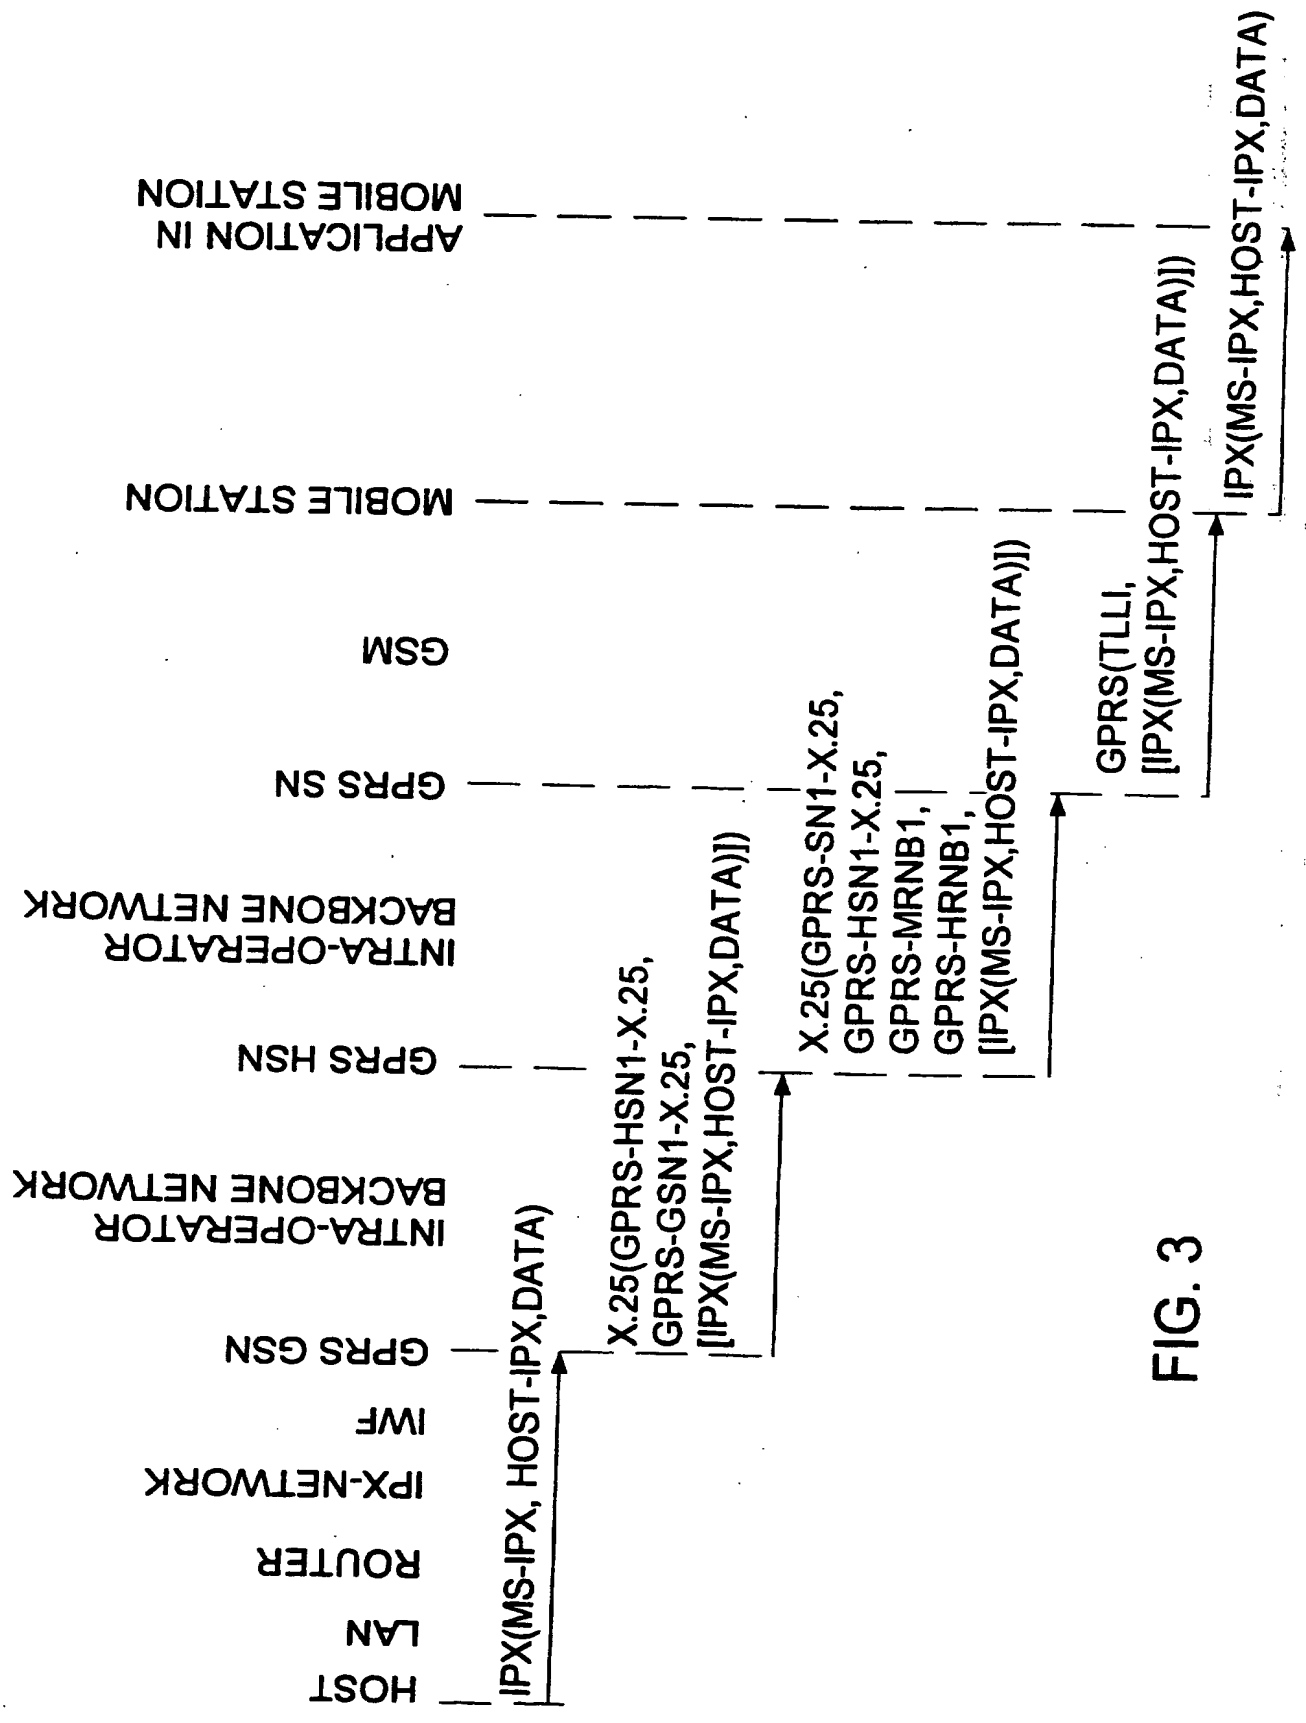 HOST
LAN
ROUTER
IPX-NETWORK
IWF
GPRS GSN
INTRA-OPERATOR
BACKBONE NETWORK
GPRS HSN
INTRA-OPERATOR
BACKBONE NETWORK
GPRS SN
GSM
MOBILE STATION
APPLICATION IN
MOBILE STATION
IPX(MS-IPX, HOST-IPX,DATA)
X.25(GPRS-HSN1-X.25,
GPRS-GSN1-X.25,
[IPX(MS-IPX,HOST-IPX,DATA)])
X.25(GPRS-SN1-X.25,
GPRS-HSN1-X.25,
GPRS-MRNB1,
GPRS-HRNB1,
[IPX(MS-IPX,HOST-IPX,DATA)])
GPRS(TLLI,
[IPX(MS-IPX,HOST-IPX,DATA)])
IPX(MS-IPX,HOST-IPX,DATA)
FIG. 3